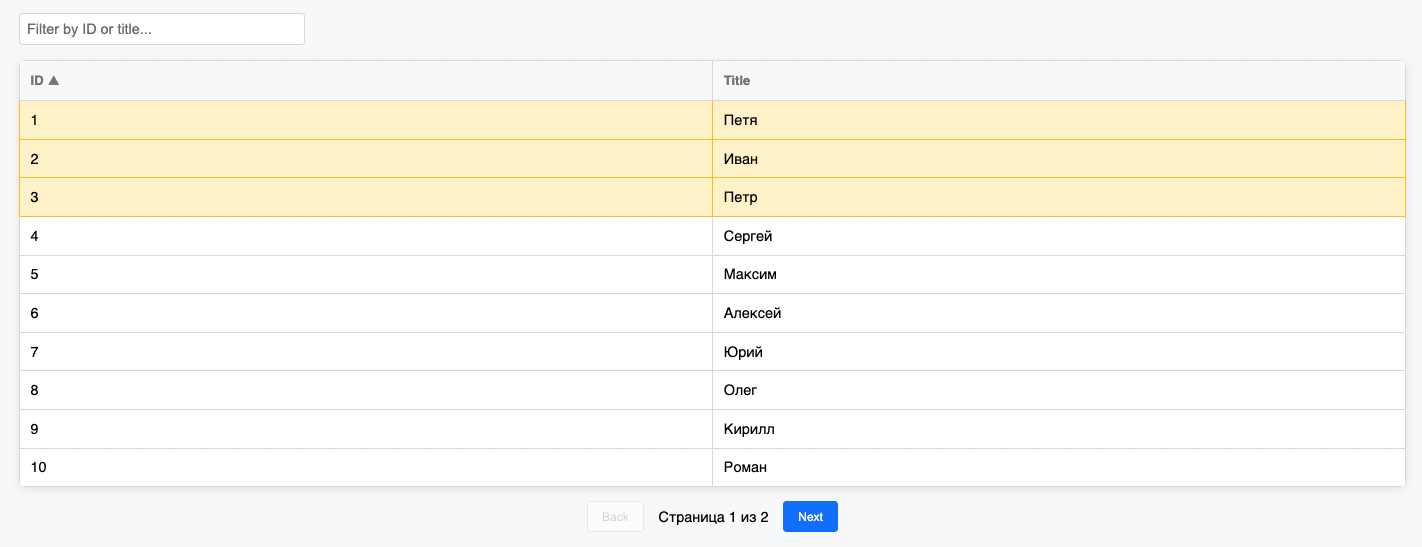 Filter by ID or title...
ID ▲ Title
1 Петя
2 Иван
3 Петр
4 Сергей
5 Максим
6 Алексей
7 Юрий
8 Олег
9 Кирилл
10 Роман
Back Страница 1 из 2 Next